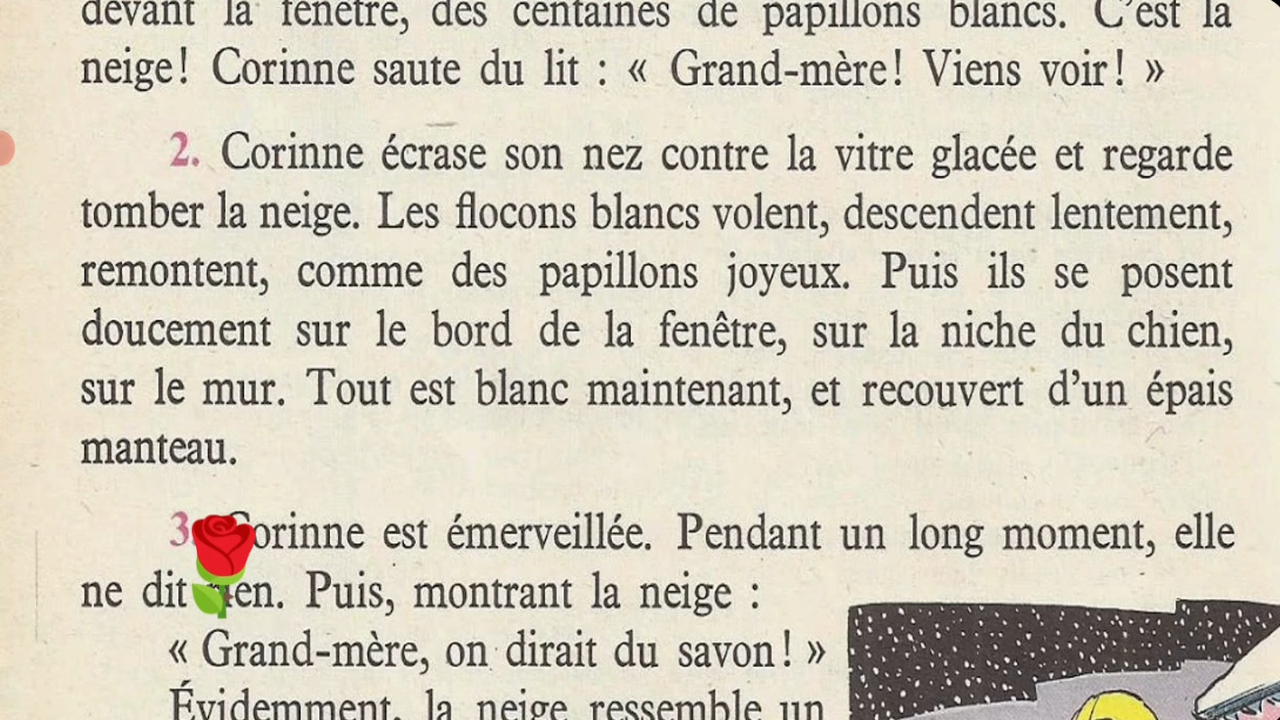 devant la fenêtre, des centaines de papillons blancs. C'est la
neige! Corinne saute du lit : « Grand-mère! Viens voir! »
2. Corinne écrase son nez contre la vitre glacée et regarde
tomber la neige. Les flocons blancs volent, descendent lentement,
remontent, comme des papillons joyeux. Puis ils se posent
doucement sur le bord de la fenêtre, sur la niche du chien,
sur le mur. Tout est blanc maintenant, et recouvert d'un épais
manteau.
3. Corinne est émerveillée. Pendant un long moment, elle
ne dit rien. Puis, montrant la neige :
« Grand-mère, on dirait du savon! »
Évidemment, la neige ressemble un